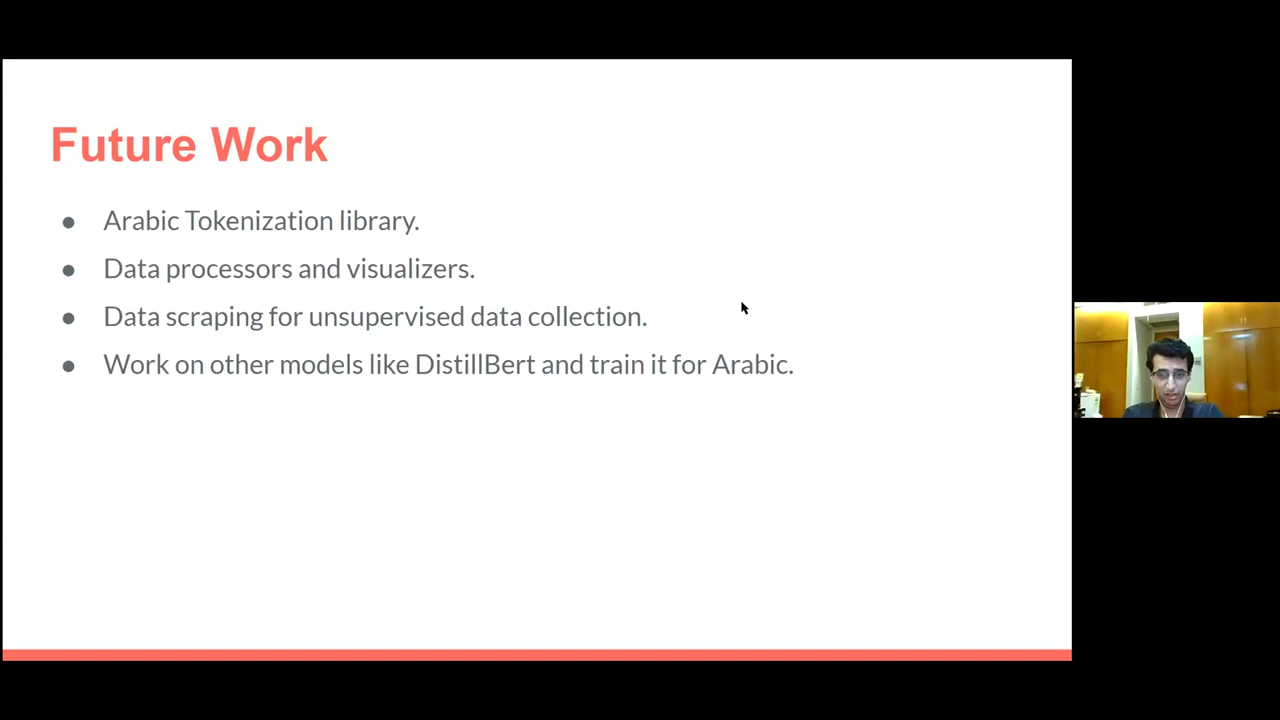 Future Work
● Arabic Tokenization library.
● Data processors and visualizers.
● Data scraping for unsupervised data collection.
● Work on other models like DistillBert and train it for Arabic.